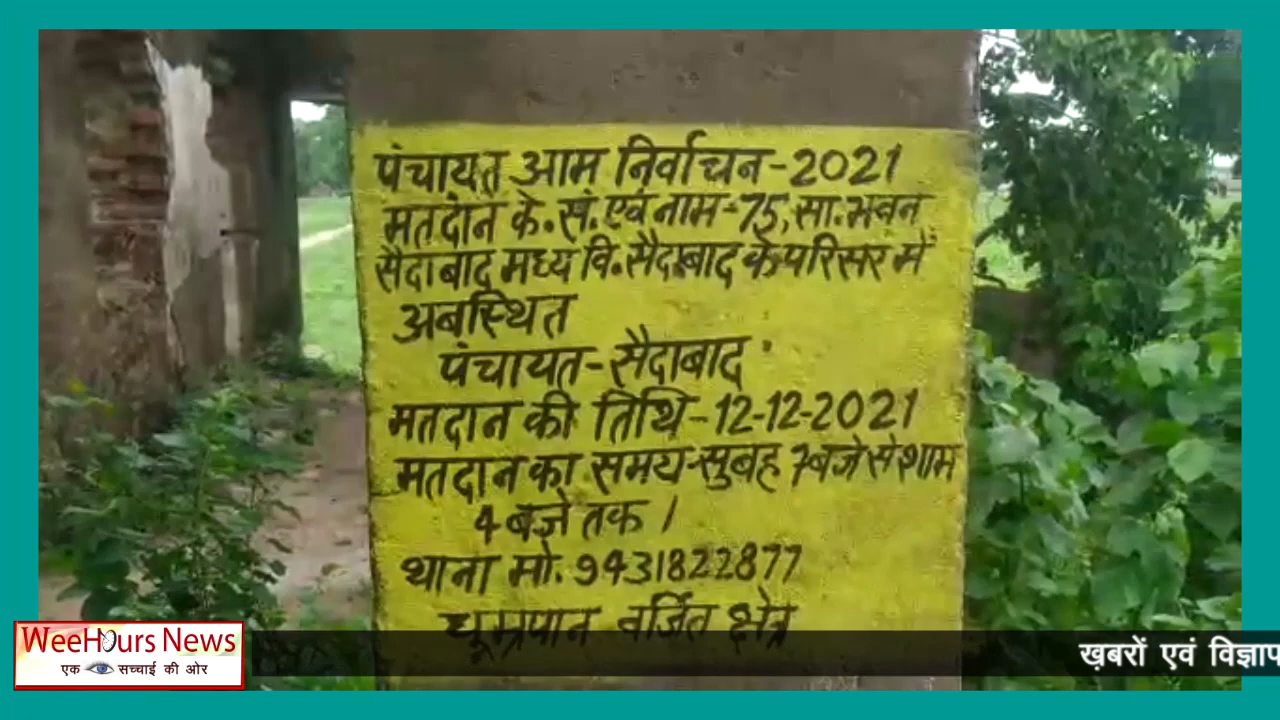 पंचायत आम निर्वाचन-2021
मतदान के.सं.एवं नाम-75, सा.भवन
सैदाबाद मध्य वि.सैदाबाद के परिसर में
अबस्थित
पंचायत-सैदाबाद
मतदान की तिथि-12-12-2021
मतदान का समय-सुबह 7बजे से शाम
4 बजे तक।
थाना मो. 9431822877
धूम्रपान वर्जित क्षेत्र
WeeHours News
एक सच्चाई की ओर
ख़बरों एवं विज्ञाप